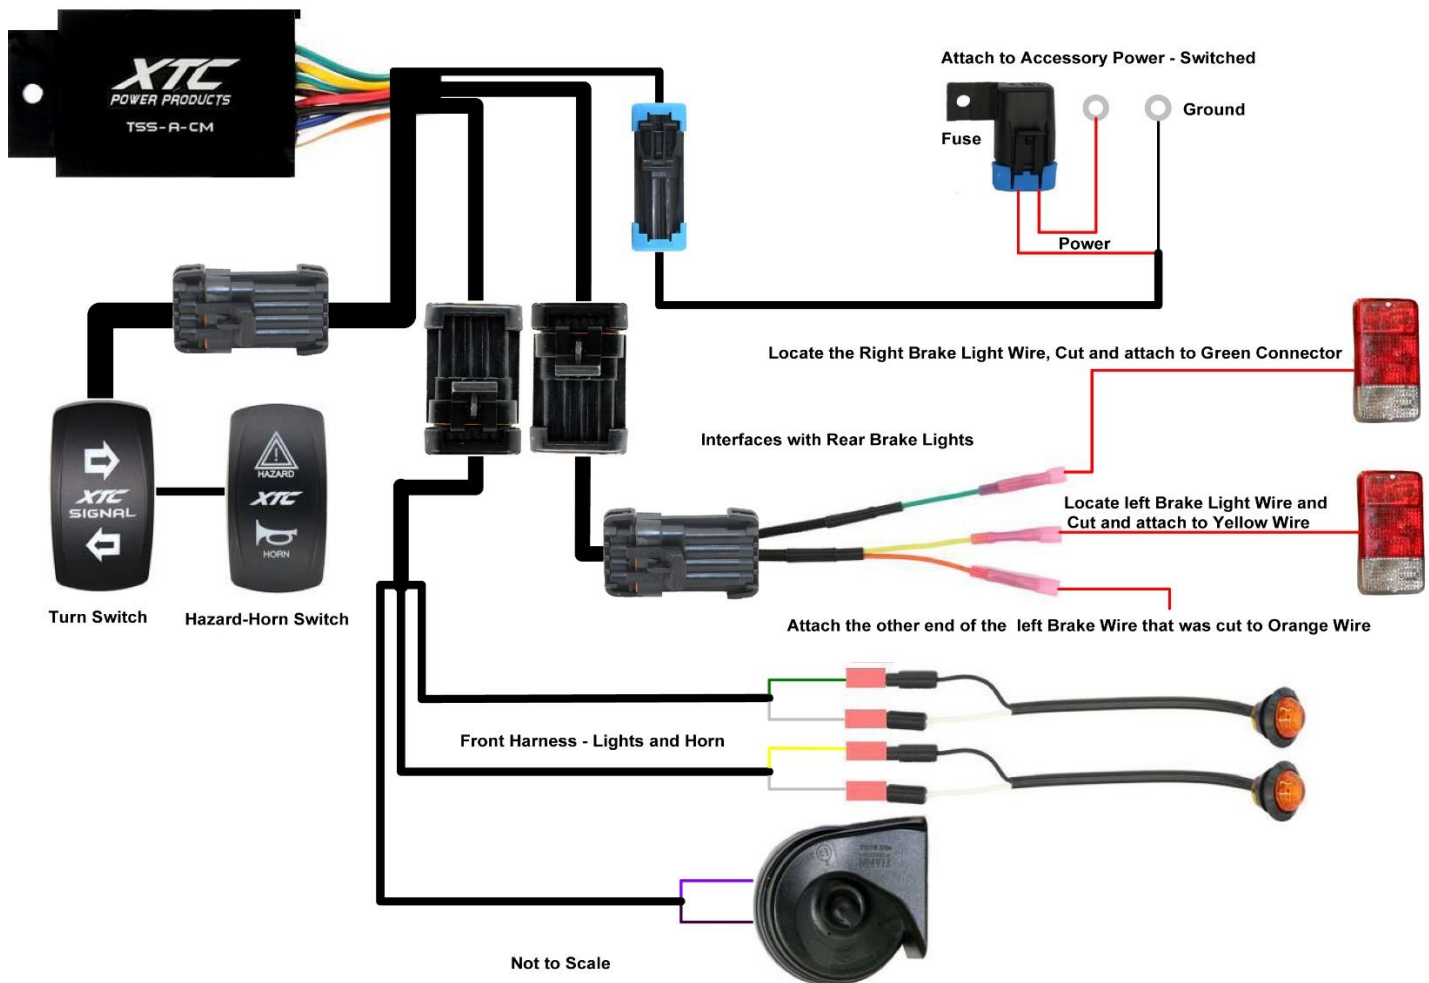 XTC
POWER PRODUCTS
TSS-A-CM
Attach to Accessory Power - Switched
Ground
Fuse
Power
Locate the Right Brake Light Wire, Cut and attach to Green Connector
Interfaces with Rear Brake Lights
Locate left Brake Light Wire and
Cut and attach to Yellow Wire
XTC
SIGNAL
HAZARD
XTC
HORN
Turn Switch
Hazard-Horn Switch
Attach the other end of the left Brake Wire that was cut to Orange Wire
Front Harness - Lights and Horn
Not to Scale